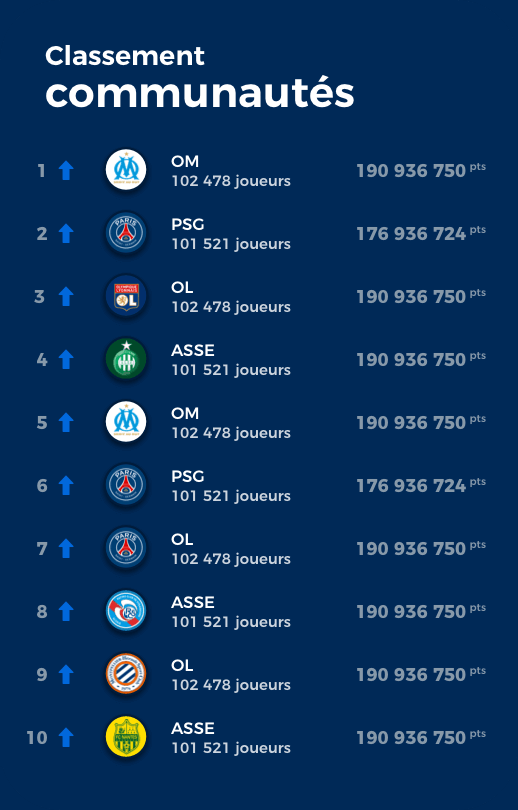 Classement
communautés
1 OM 190 936 750 pts
102 478 joueurs
2 PSG 176 936 724 pts
101 521 joueurs
3 OL 190 936 750 pts
102 478 joueurs
4 ASSE 190 936 750 pts
101 521 joueurs
5 OM 190 936 750 pts
102 478 joueurs
6 PSG 176 936 724 pts
101 521 joueurs
7 OL 190 936 750 pts
102 478 joueurs
8 ASSE 190 936 750 pts
101 521 joueurs
9 OL 190 936 750 pts
102 478 joueurs
10 ASSE 190 936 750 pts
101 521 joueurs